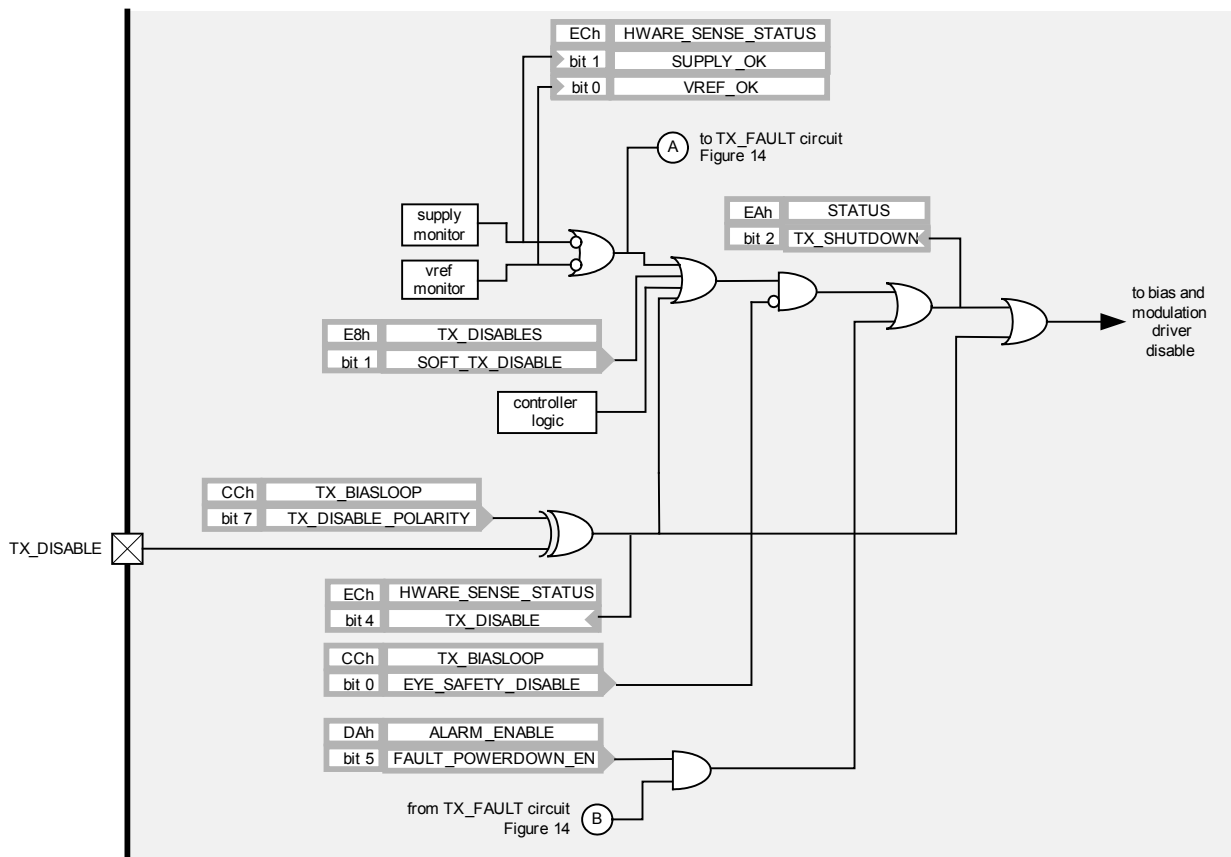 ECh HWARE_SENSE_STATUS
bit 1 SUPPLY_OK
bit 0 VREF_OK
A
to TX_FAULT circuit
Figure 14
supply
monitor
vref
monitor
EAh STATUS
bit 2 TX_SHUTDOWN
E8h TX_DISABLES
bit 1 SOFT_TX_DISABLE
controller
logic
to bias and
modulation
driver
disable
CCh TX_BIASLOOP
bit 7 TX_DISABLE_POLARITY
TX_DISABLE
ECh HWARE_SENSE_STATUS
bit 4 TX_DISABLE
CCh TX_BIASLOOP
bit 0 EYE_SAFETY_DISABLE
DAh ALARM_ENABLE
bit 5 FAULT_POWERDOWN_EN
from TX_FAULT circuit
Figure 14
B